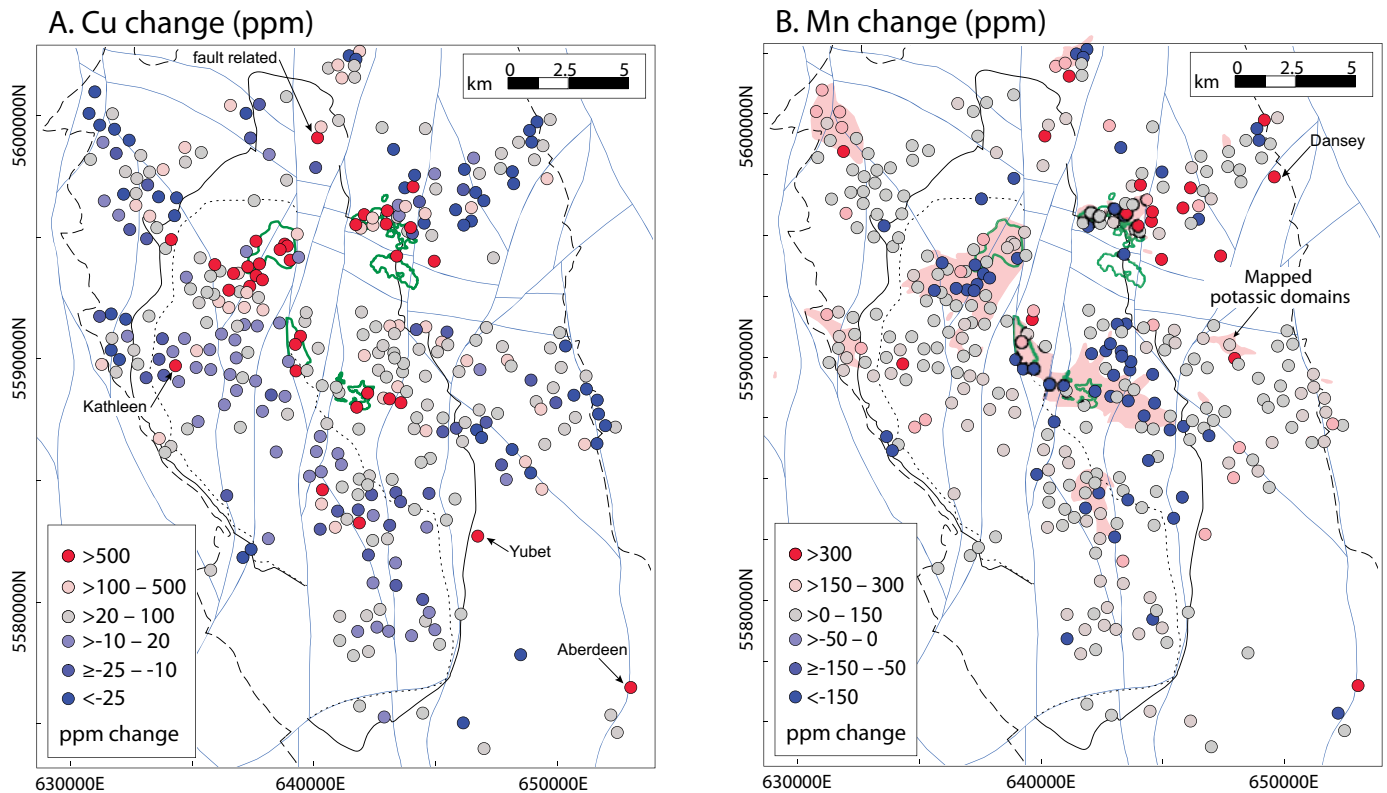 A. Cu change (ppm)
fault related
0 2.5 5
km
5600000N
5590000N
5580000N
Kathleen
Yubet
Aberdeen
>500
>100 – 500
>20 – 100
>-10 – 20
≥-25 – -10
<-25
ppm change
630000E 640000E 650000E
B. Mn change (ppm)
0 2.5 5
km
5600000N
5590000N
5580000N
Dansey
Mapped
potassic domains
>300
>150 – 300
>0 – 150
>-50 – 0
≥-150 – -50
<-150
ppm change
630000E 640000E 650000E